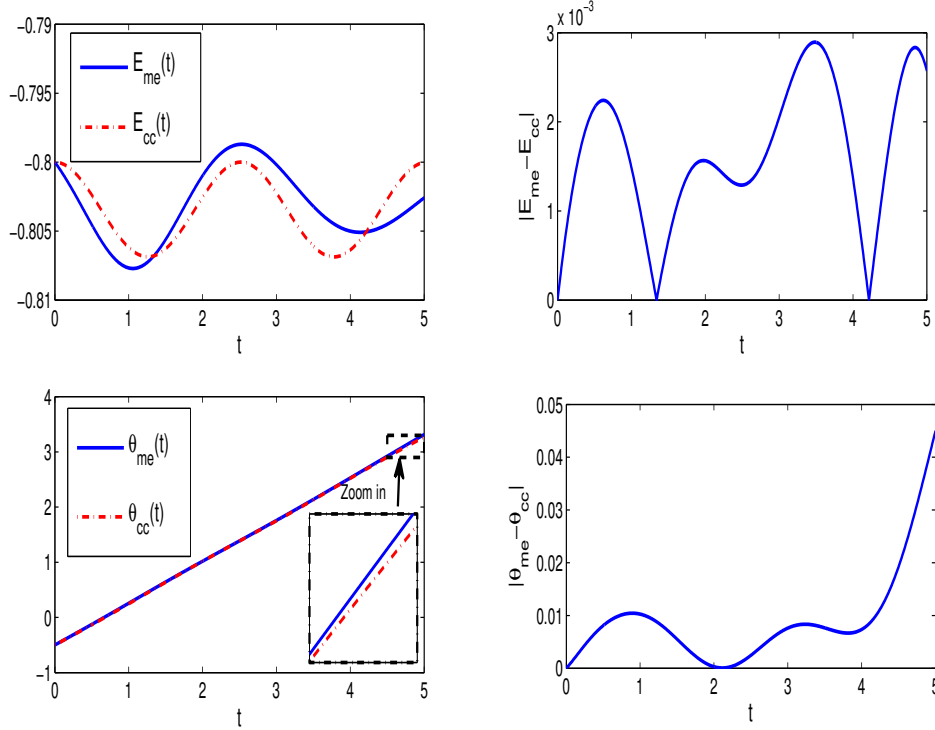 −0.79
−0.795
−0.8
−0.805
−0.81
E_me(t)
E_cc(t)
0 1 2 3 4 5
t
x 10^−3
3
2
1
0
|E_me−E_cc|
0 1 2 3 4 5
t
4
3
2
1
0
−1
θ_me(t)
θ_cc(t)
Zoom in
0 1 2 3 4 5
t
0.05
0.04
0.03
0.02
0.01
0
|θ_me−θ_cc|
0 1 2 3 4 5
t